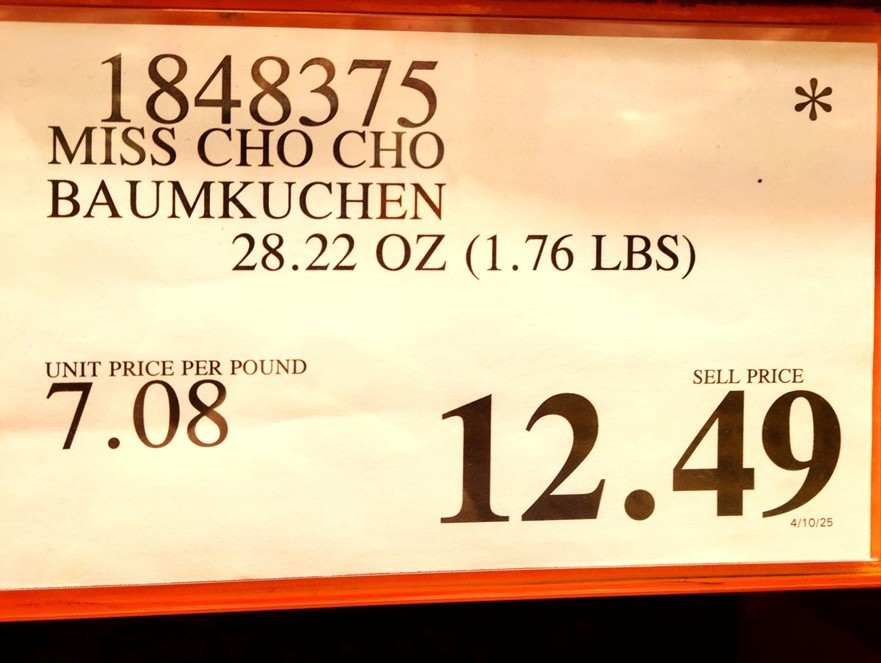 1848375
*
MISS CHO CHO
BAUMKUCHEN
28.22 OZ (1.76 LBS)
UNIT PRICE PER POUND
7.08
SELL PRICE
12.49
4/10/25